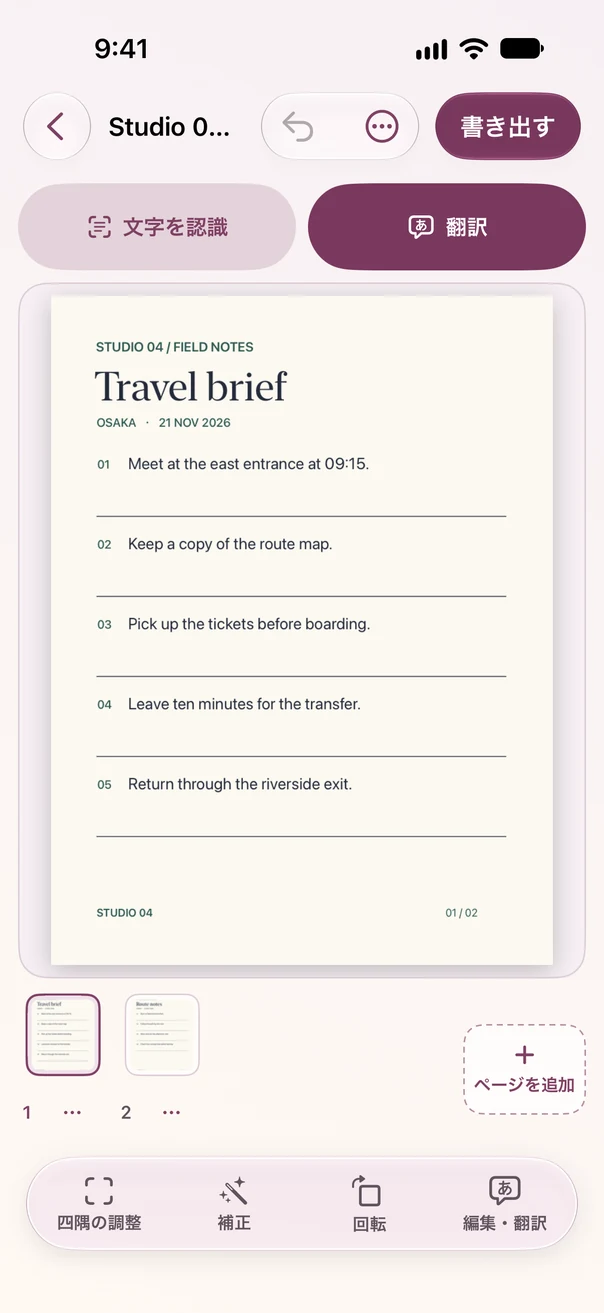 9:41
Studio 0...
書き出す
文字を認識
翻訳
STUDIO 04 / FIELD NOTES
Travel brief
OSAKA · 21 NOV 2026
01 Meet at the east entrance at 09:15.
02 Keep a copy of the route map.
03 Pick up the tickets before boarding.
04 Leave ten minutes for the transfer.
05 Return through the riverside exit.
STUDIO 04 01 / 02
Travel brief
Route notes
ページを追加
1 ... 2 ...
四隅の調整 補正 回転 編集・翻訳